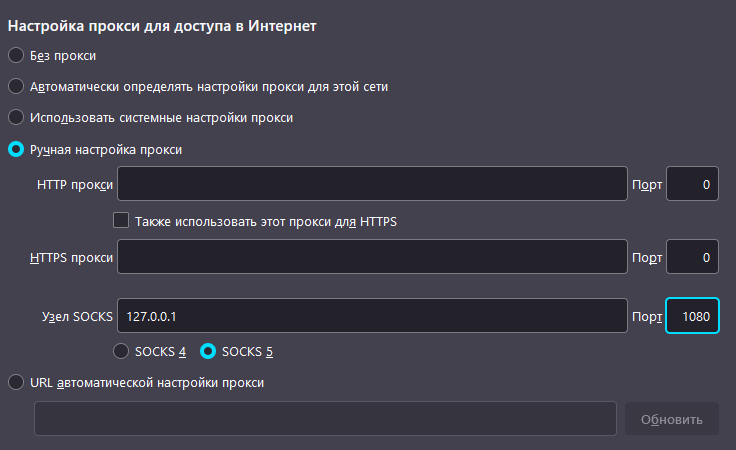 Настройка прокси для доступа в Интернет
Без прокси
Автоматически определять настройки прокси для этой сети
Использовать системные настройки прокси
Ручная настройка прокси
HTTP прокси Порт 0
Также использовать этот прокси для HTTPS
HTTPS прокси Порт 0
Узел SOCKS 127.0.0.1 Порт 1080
SOCKS 4 SOCKS 5
URL автоматической настройки прокси
Обновить